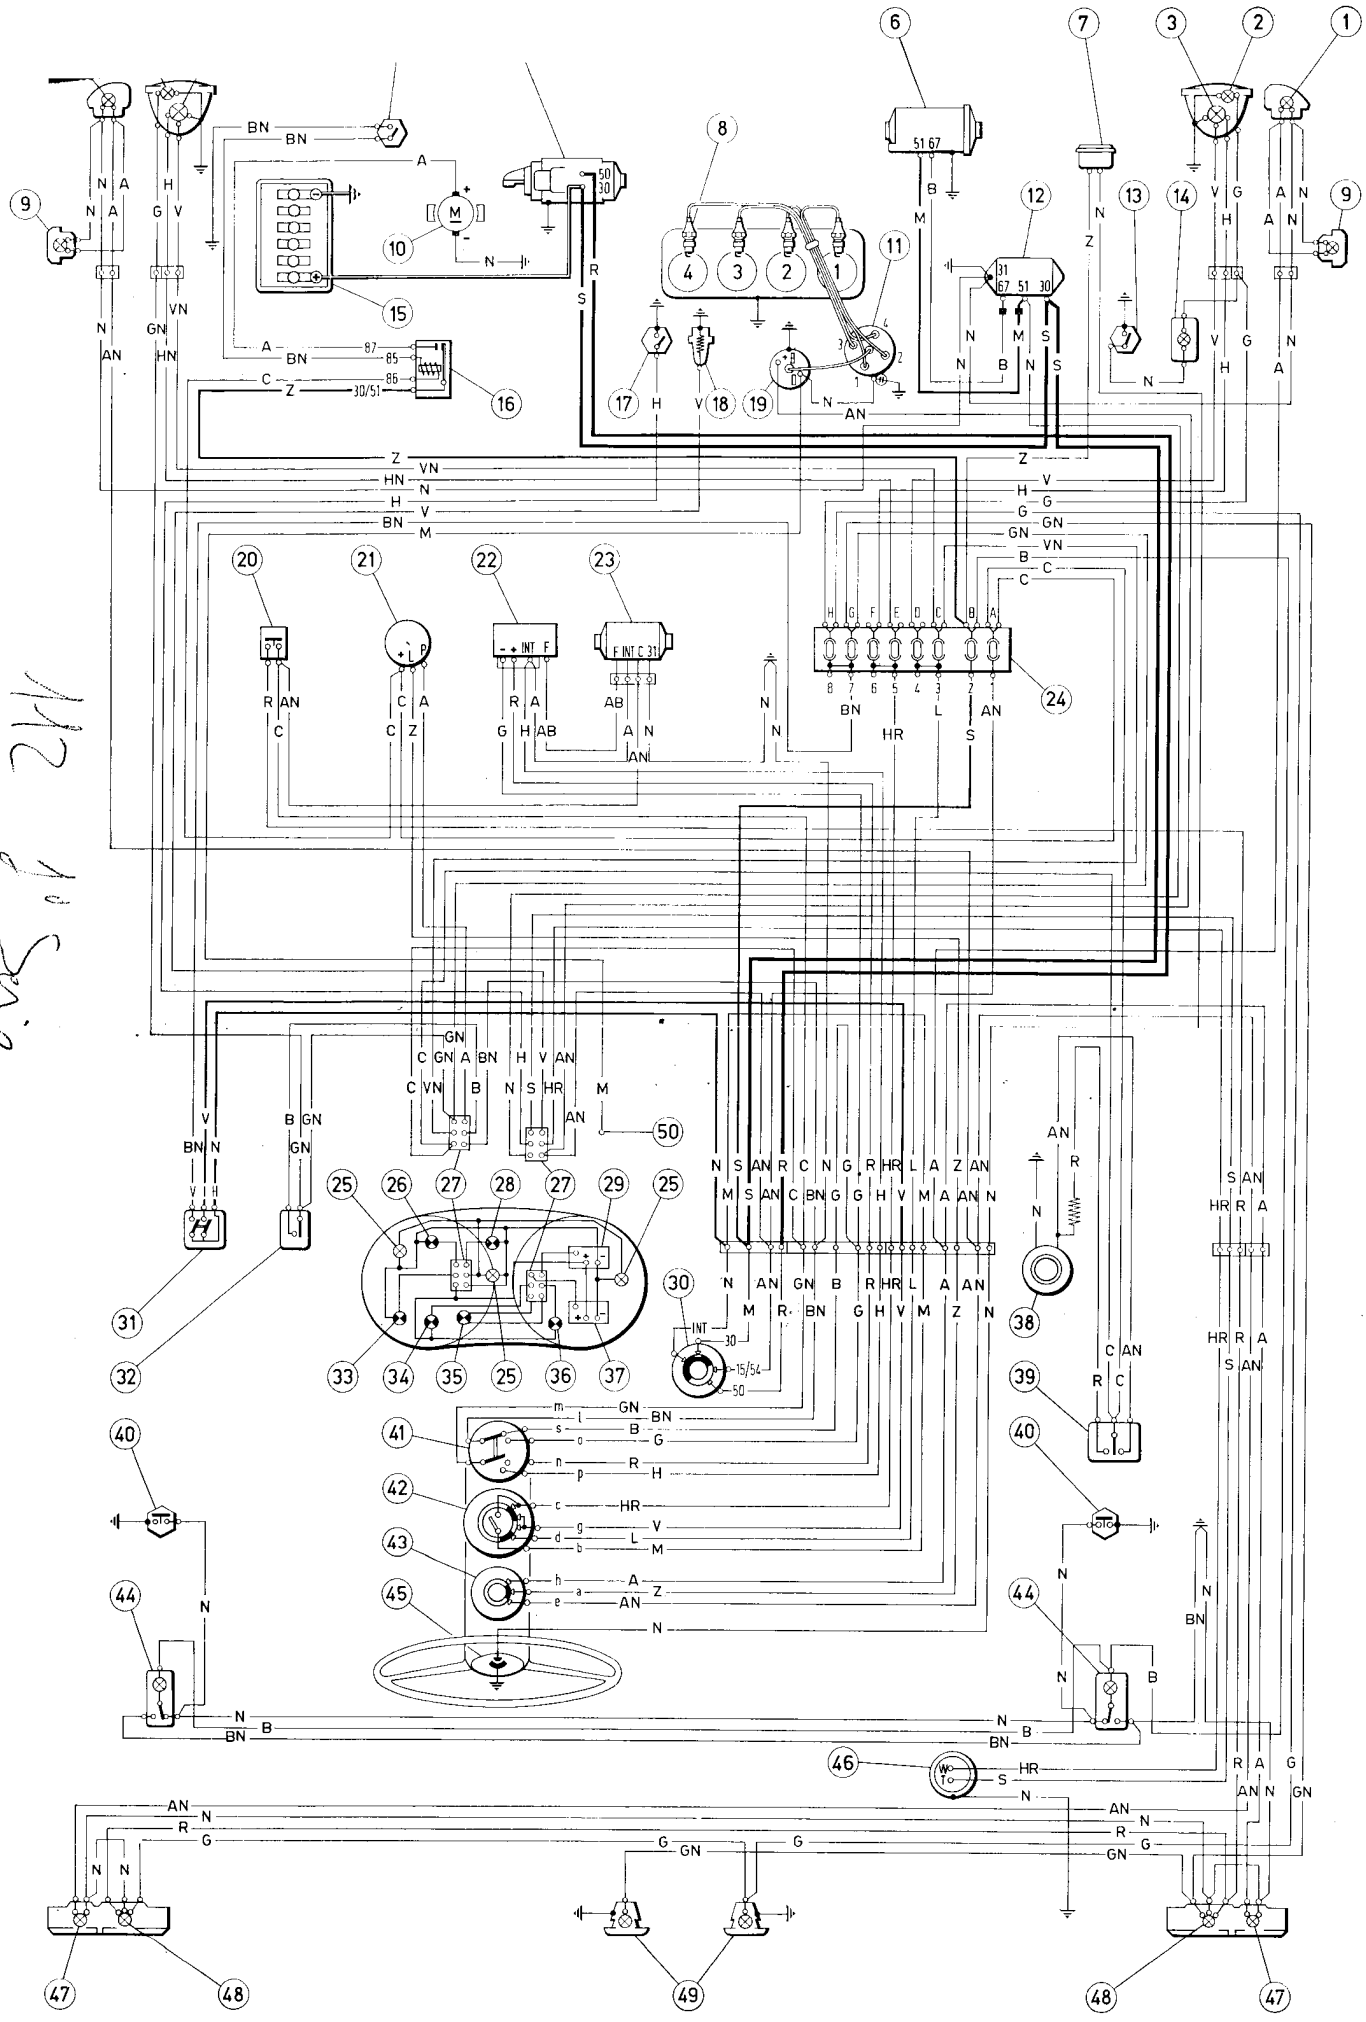 6 7 3 2 1
BN
BN
A
8
51 67
50
30
N A H
G V
9
M
10
N
15
R
S
4 3 2 1
11
B
M
12
31
67 51 30
N
Z
13 14
V H G
A A N N
9
VN
N GN
AN HN
A 87
BN 85
C 86
Z 30/51
16
17 H
V 18
19
N
AN
4
3 2
1
N N B M N S S
N
V G N
H A
Z Z
VN V
HN H
N G
H G
V GN
BN GN
M VN
B
C
C
20 21 22 23
+ L P
- + INT F
F INT C 31
H G F E D C B A
8 7 6 5 4 3 2 1
24
R AN
C
C A
C Z
R A
G H AB
AB
A N
AN
N
N
BN
HR
L
S
AN
GN
C GN A BN
H V AN
C VN B
N S HR
M
AN
B GN
GN
V
BN N
50
AN
R
N
N S AN R C N G R HR L A Z AN
M S AN C BN G G H V M A AN N
S AN
HR R A
V H
31 32
25 26 27 28 27 29 25
33 34 35 25 36 37
30
N AN GN B R HR L A AN
M R BN G H V M Z N
INT
30
15/54
50
38
HR R A
S AN
C AN
R C
39
m GN
l BN
s B
o G
n R
p H
41
42
c HR
g V
d L
b M
43
h A
a Z
e AN
45
N
40 40
44 44
N
N
N
BN
N
B
N N
B B
BN BN
46
W
T
HR
S
N
R A G
AN N GN
AN AN
N N
R R
G G G G
GN GN
N N
47 48 49 48 47